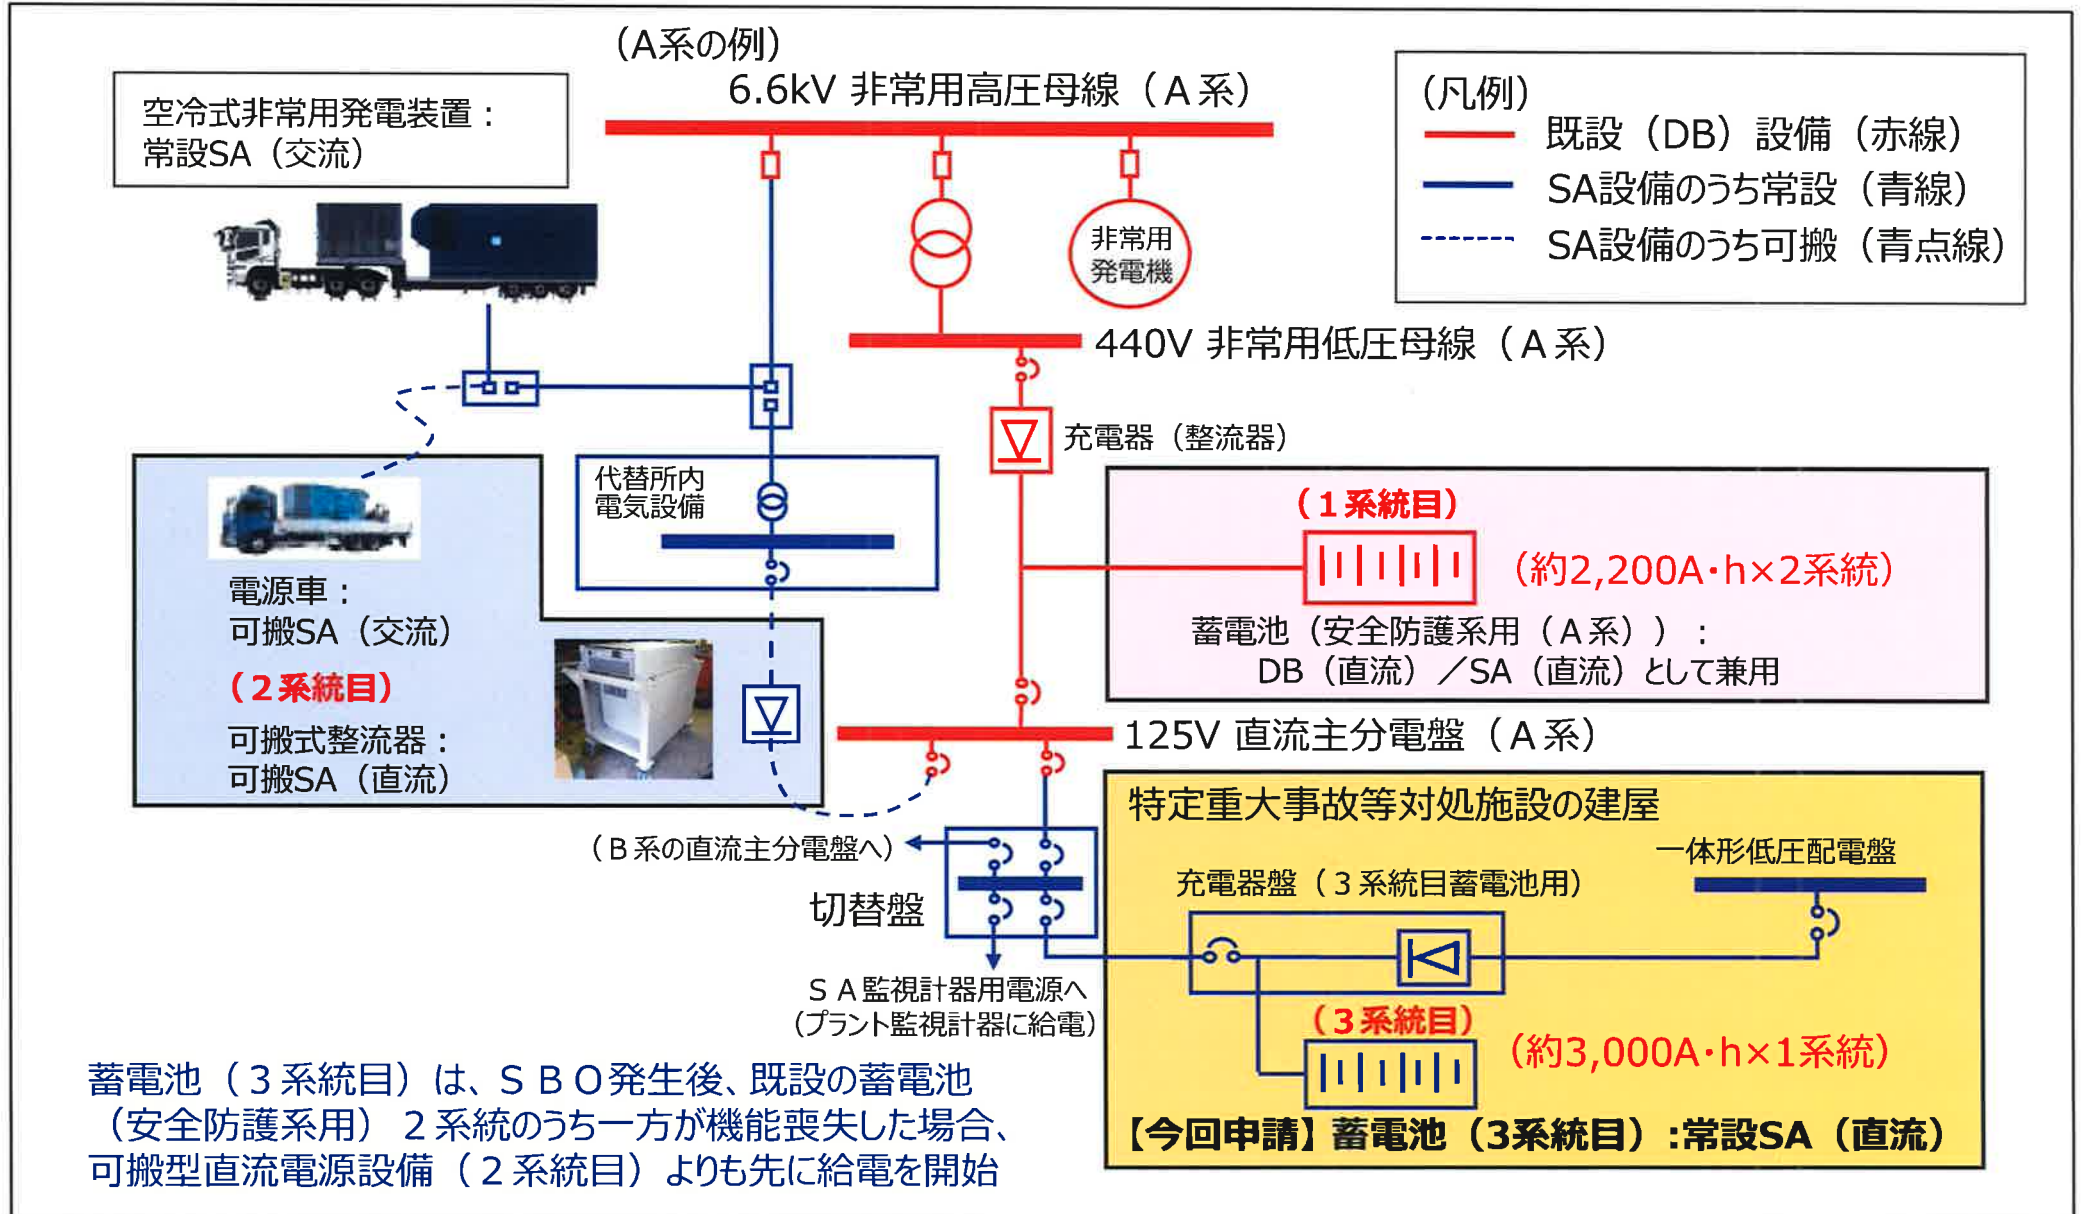 （A系の例）
6.6kV 非常用高圧母線（Ａ系）
空冷式非常用発電装置：
常設SA（交流）
（凡例）
既設（DB）設備（赤線）
SA設備のうち常設（青線）
SA設備のうち可搬（青点線）
非常用
発電機
440V 非常用低圧母線（Ａ系）
充電器（整流器）
代替所内
電気設備
（１系統目）
（約2,200A･h×2系統）
蓄電池（安全防護系用（Ａ系））：
DB（直流）／SA（直流）として兼用
電源車：
可搬SA（交流）
（２系統目）
可搬式整流器：
可搬SA（直流）
125V 直流主分電盤（Ａ系）
（Ｂ系の直流主分電盤へ）
切替盤
ＳＡ監視計器用電源へ
（プラント監視計器に給電）
特定重大事故等対処施設の建屋
一体形低圧配電盤
充電器盤（３系統目蓄電池用）
（３系統目）
（約3,000A･h×1系統）
【今回申請】蓄電池（3系統目）:常設SA（直流）
蓄電池（３系統目）は、ＳＢＯ発生後、既設の蓄電池
（安全防護系用）２系統のうち一方が機能喪失した場合、
可搬型直流電源設備（２系統目）よりも先に給電を開始